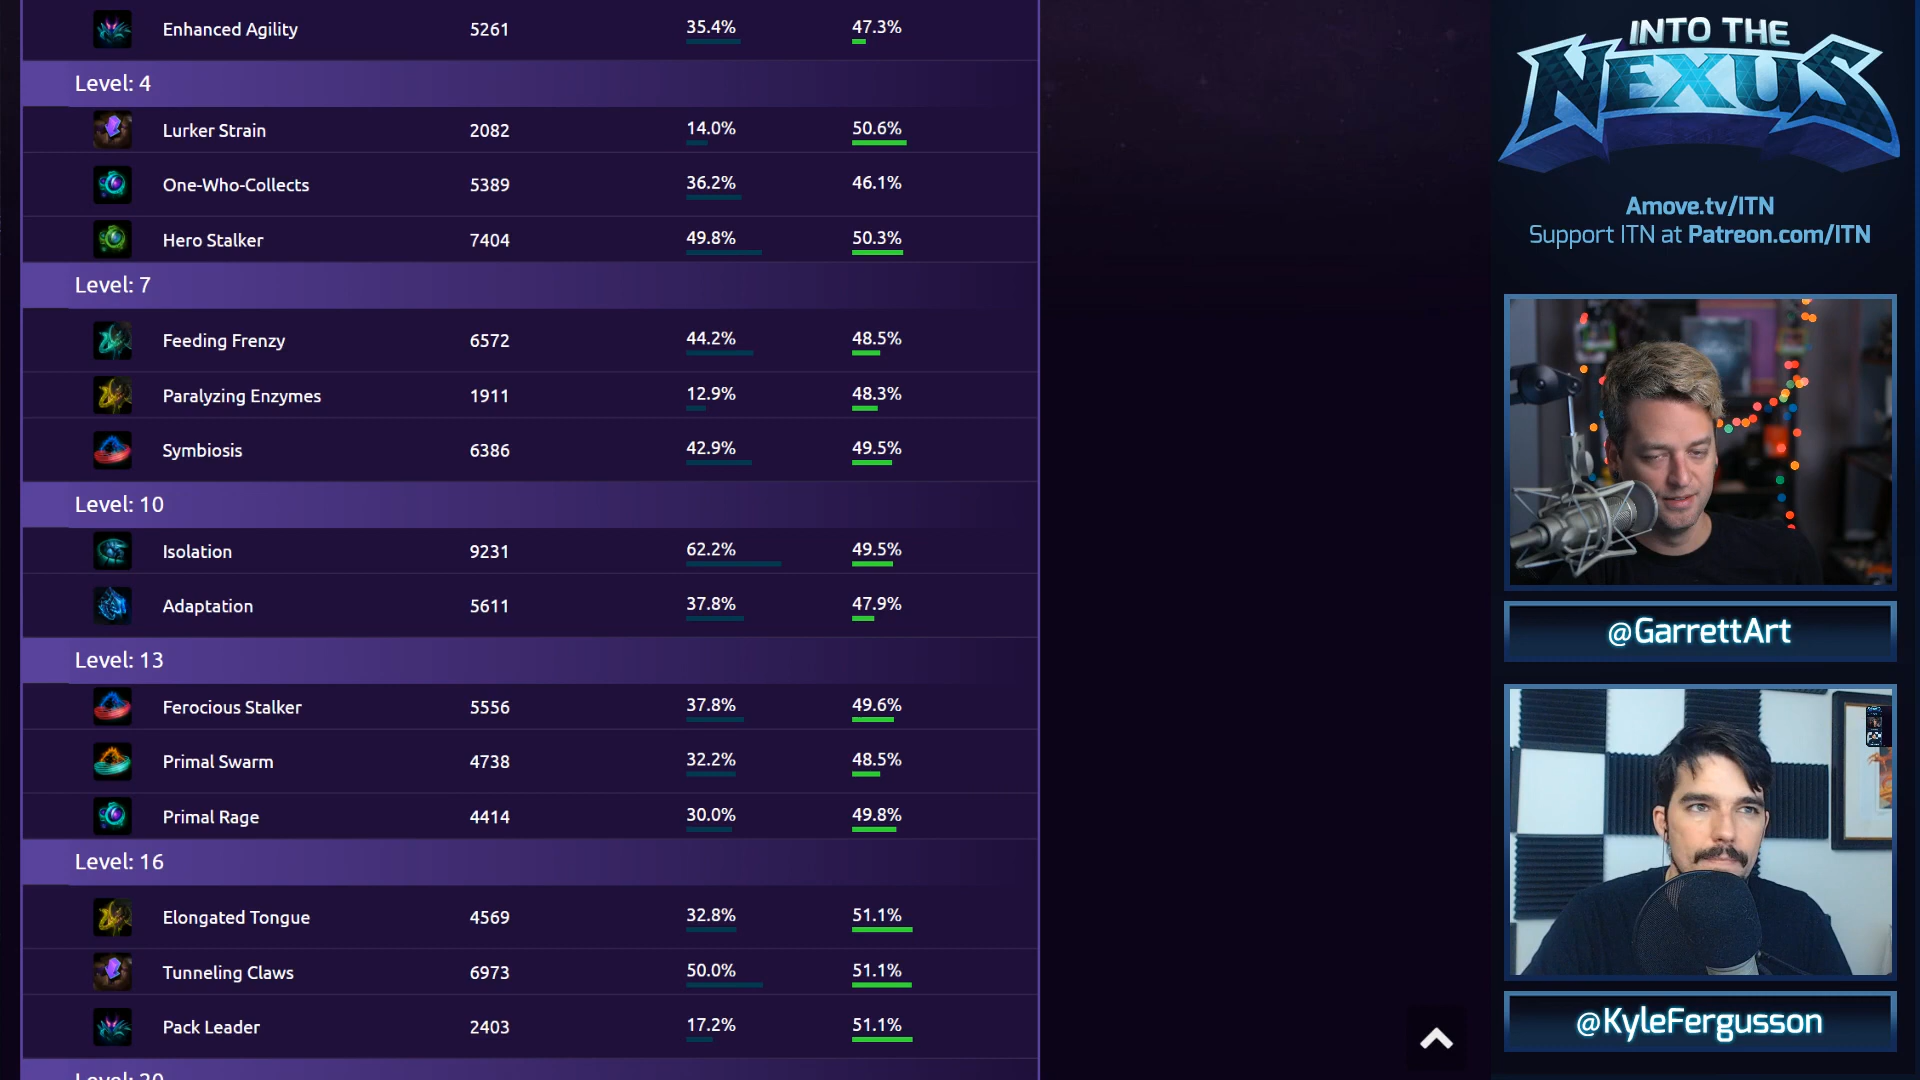 Enhanced Agility 5261 35.4% 47.3%
Level: 4
Lurker Strain 2082 14.0% 50.6%
One-Who-Collects 5389 36.2% 46.1%
Hero Stalker 7404 49.8% 50.3%
Level: 7
Feeding Frenzy 6572 44.2% 48.5%
Paralyzing Enzymes 1911 12.9% 48.3%
Symbiosis 6386 42.9% 49.5%
Level: 10
Isolation 9231 62.2% 49.5%
Adaptation 5611 37.8% 47.9%
Level: 13
Ferocious Stalker 5556 37.8% 49.6%
Primal Swarm 4738 32.2% 48.5%
Primal Rage 4414 30.0% 49.8%
Level: 16
Elongated Tongue 4569 32.8% 51.1%
Tunneling Claws 6973 50.0% 51.1%
Pack Leader 2403 17.2% 51.1%
Level: 20
INTO THE
NEXUS
Amove.tv/ITN
Support ITN at Patreon.com/ITN
@GarrettArt
@KyleFergusson